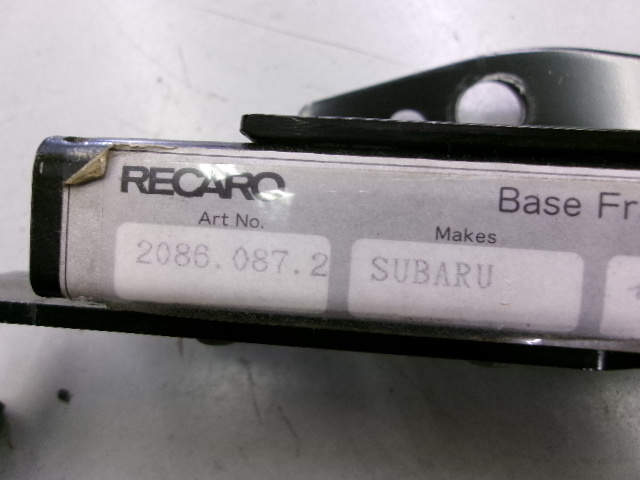 RECARO
Base Fr
Art No.
Makes
2086.087.2
SUBARU